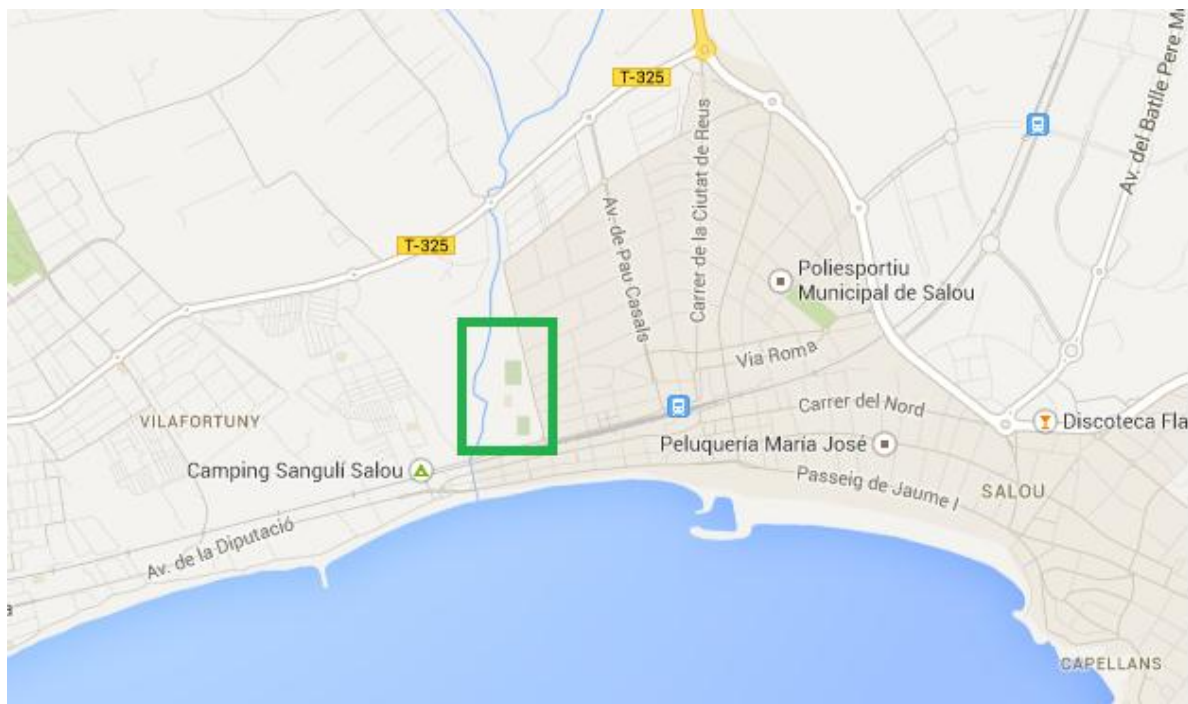 T-325
Av. del Batlle Pere M
Carrer de la Ciutat de Reus
Av. de Pau Casals
T-325
Poliesportiu
Municipal de Salou
Via Roma
Carrer del Nord
VILAFORTUNY
Discoteca Fla
Peluquería María José
Camping Sangulí Salou
Passeig de Jaume I
SALOU
Av. de la Diputació
CAPELLANS